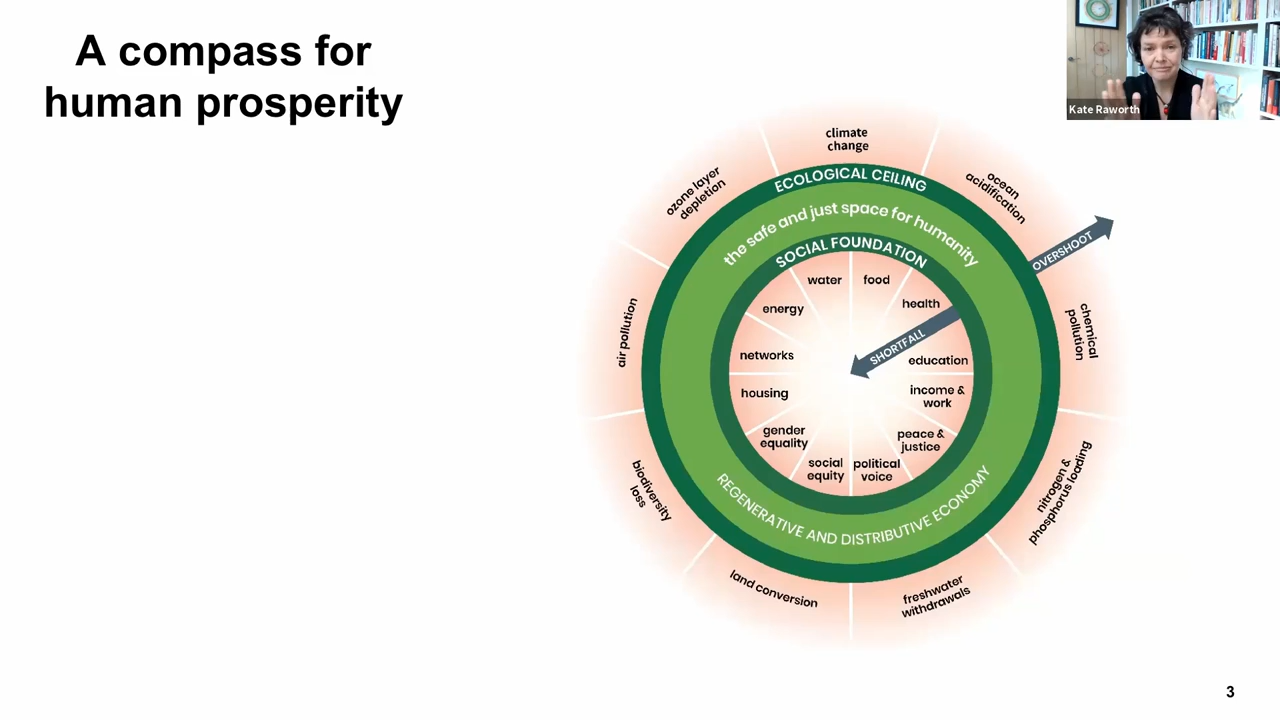 A compass for
human prosperity
Kate Raworth
climate
change
ocean
acidification
chemical
pollution
nitrogen &
phosphorus loading
freshwater
withdrawals
land conversion
biodiversity
loss
air pollution
ozone layer
depletion
OVERSHOOT
ECOLOGICAL CEILING
the safe and just space for humanity
SOCIAL FOUNDATION
water
food
health
SHORTFALL
education
income &
work
peace &
justice
political
voice
social
equity
gender
equality
housing
networks
energy
REGENERATIVE AND DISTRIBUTIVE ECONOMY
3